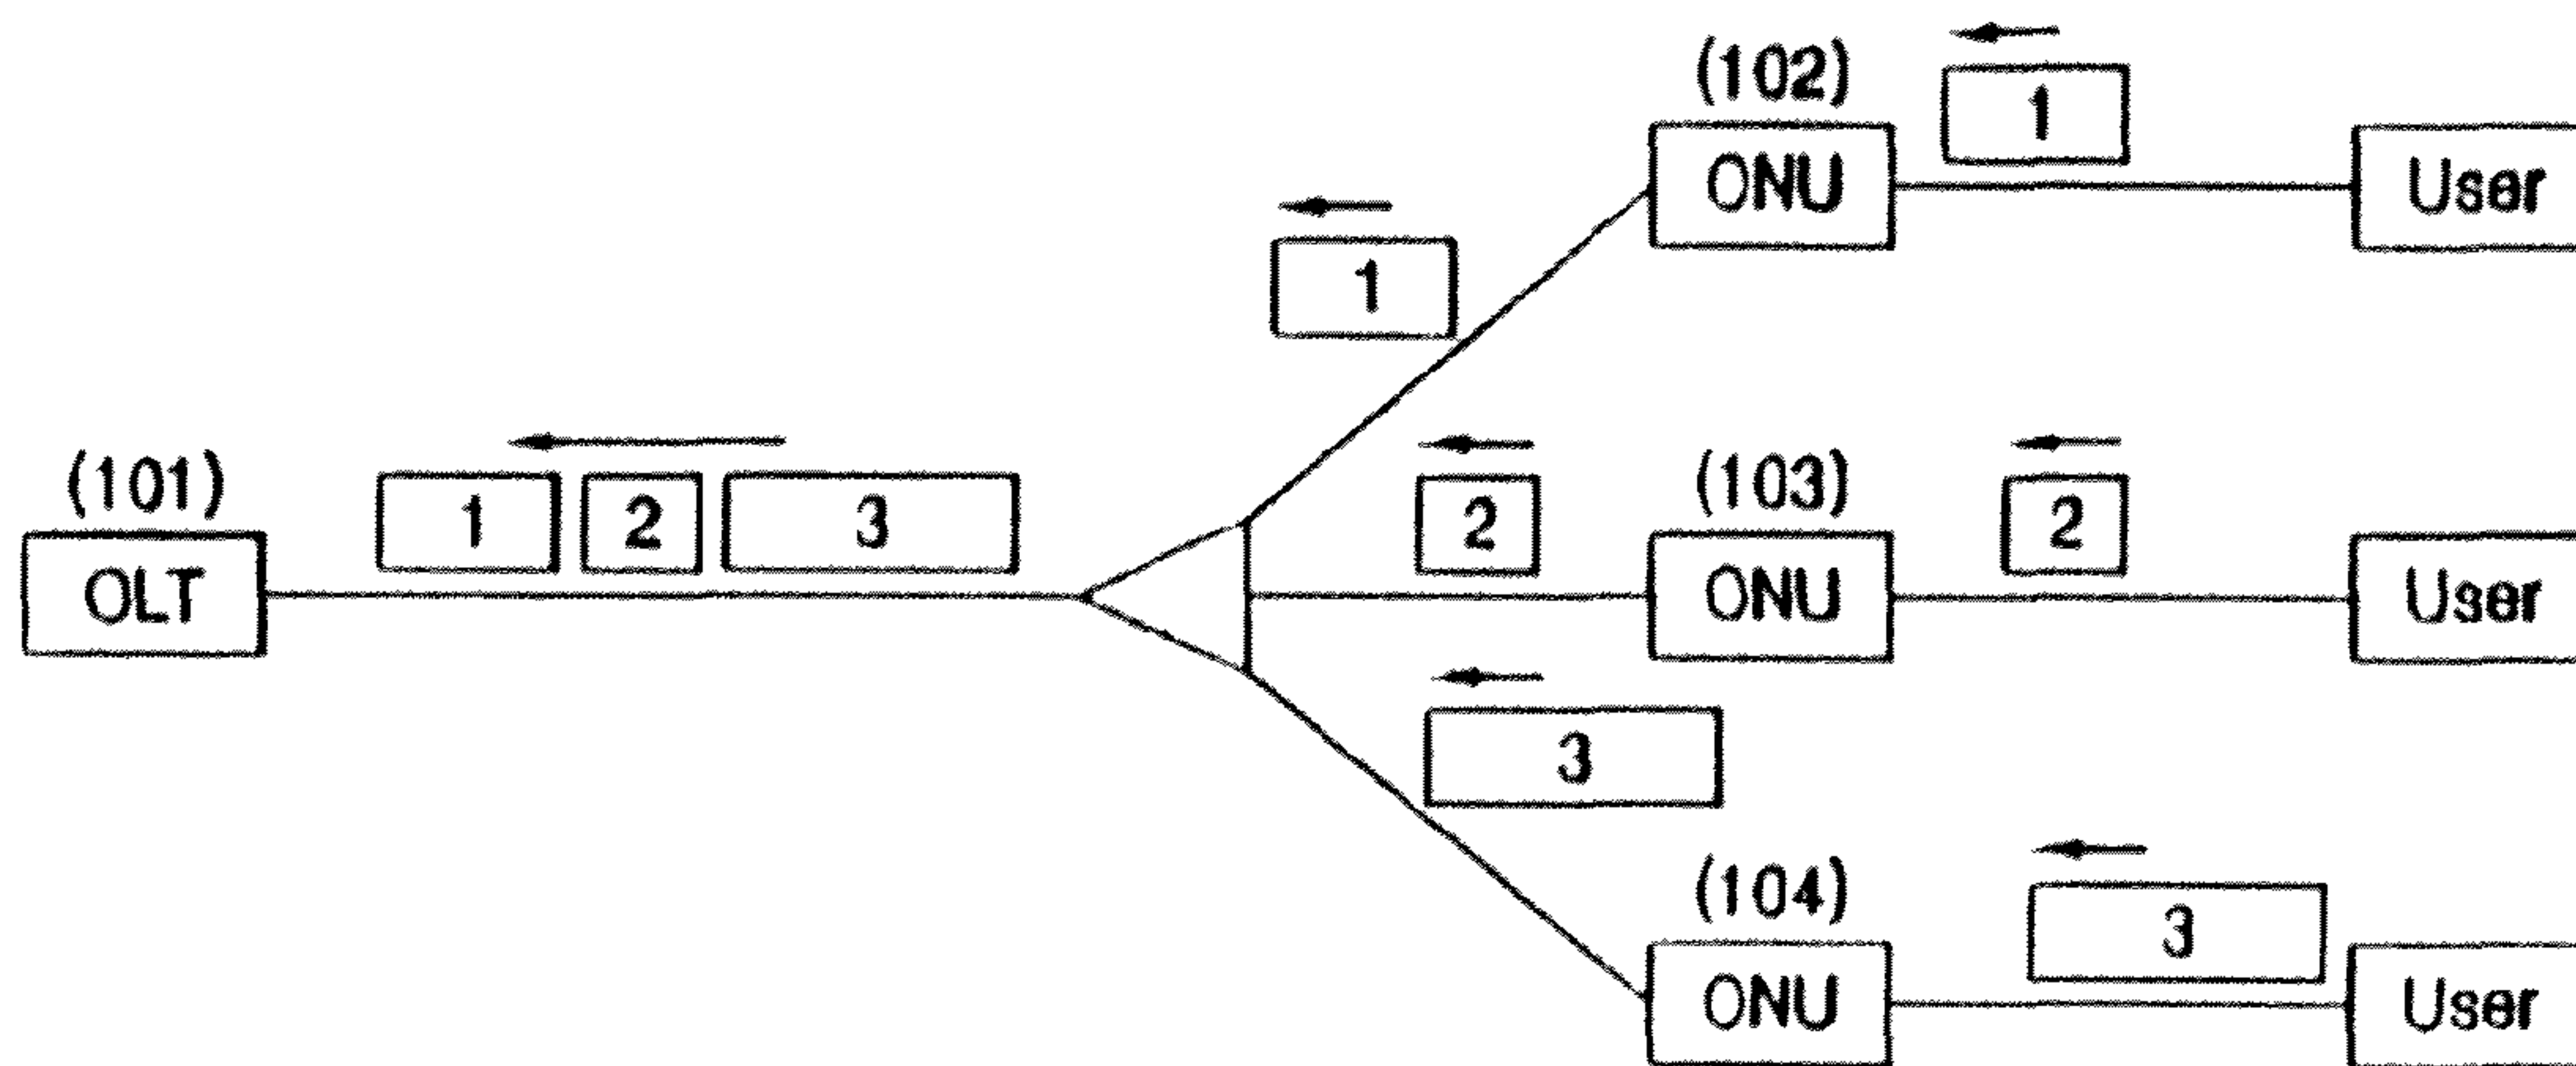 (102)
1
ONU
User
1
(101)
1 2 3
OLT
2
(103)
2
ONU
User
3
(104)
3
ONU
User